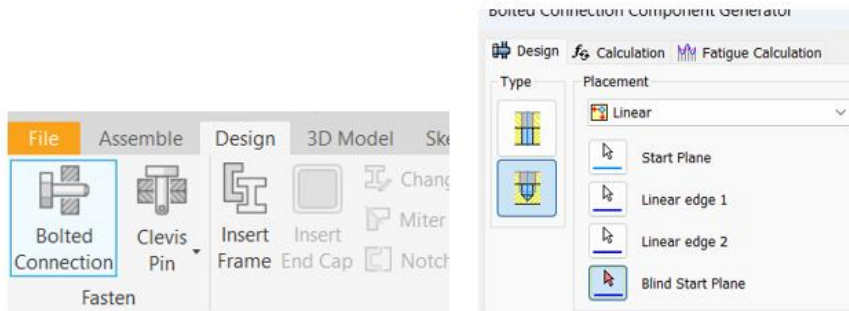 Bolted Connection Component Generator
Design Calculation Fatigue Calculation
Type Placement
Linear
Start Plane
Linear edge 1
Linear edge 2
Blind Start Plane
File Assemble Design 3D Model
Bolted Connection
Clevis Pin
Insert Frame
Insert End Cap
Miter
Fasten